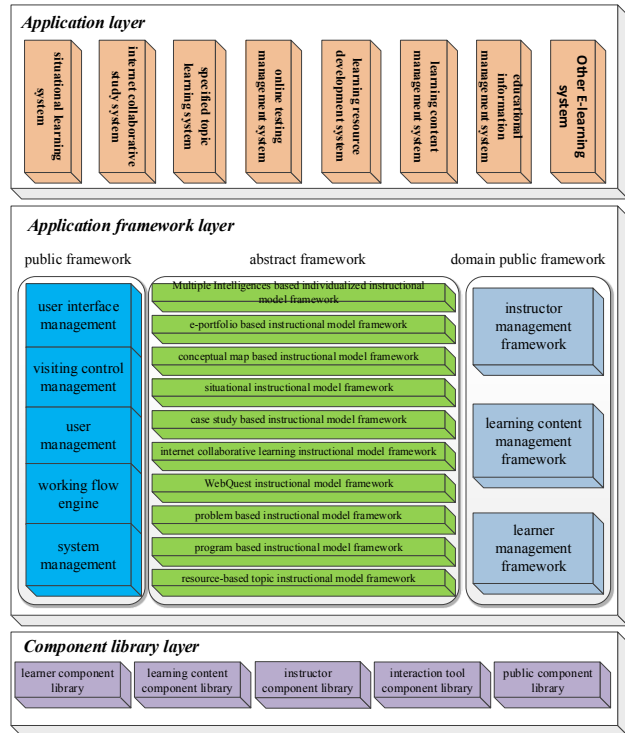 Application layer
situational learning
system
internet collaborative
study system
specified topic
learning system
online testing
management system
learning resource
development system
learning content
management system
educational
information
management system
Other E-learning
system
Application framework layer
public framework
abstract framework
domain public framework
user interface
management
visiting control
management
user
management
working flow
engine
system
management
Multiple Intelligences based individualized instructional
model framework
e-portfolio based instructional model framework
conceptual map based instructional model framework
situational instructional model framework
case study based instructional model framework
internet collaborative learning instructional model framework
WebQuest instructional model framework
problem based instructional model framework
program based instructional model framework
resource-based topic instructional model framework
instructor
management
framework
learning content
management
framework
learner
management
framework
Component library layer
learner component
library
learning content
component library
instructor
component library
interaction tool
component library
public component
library